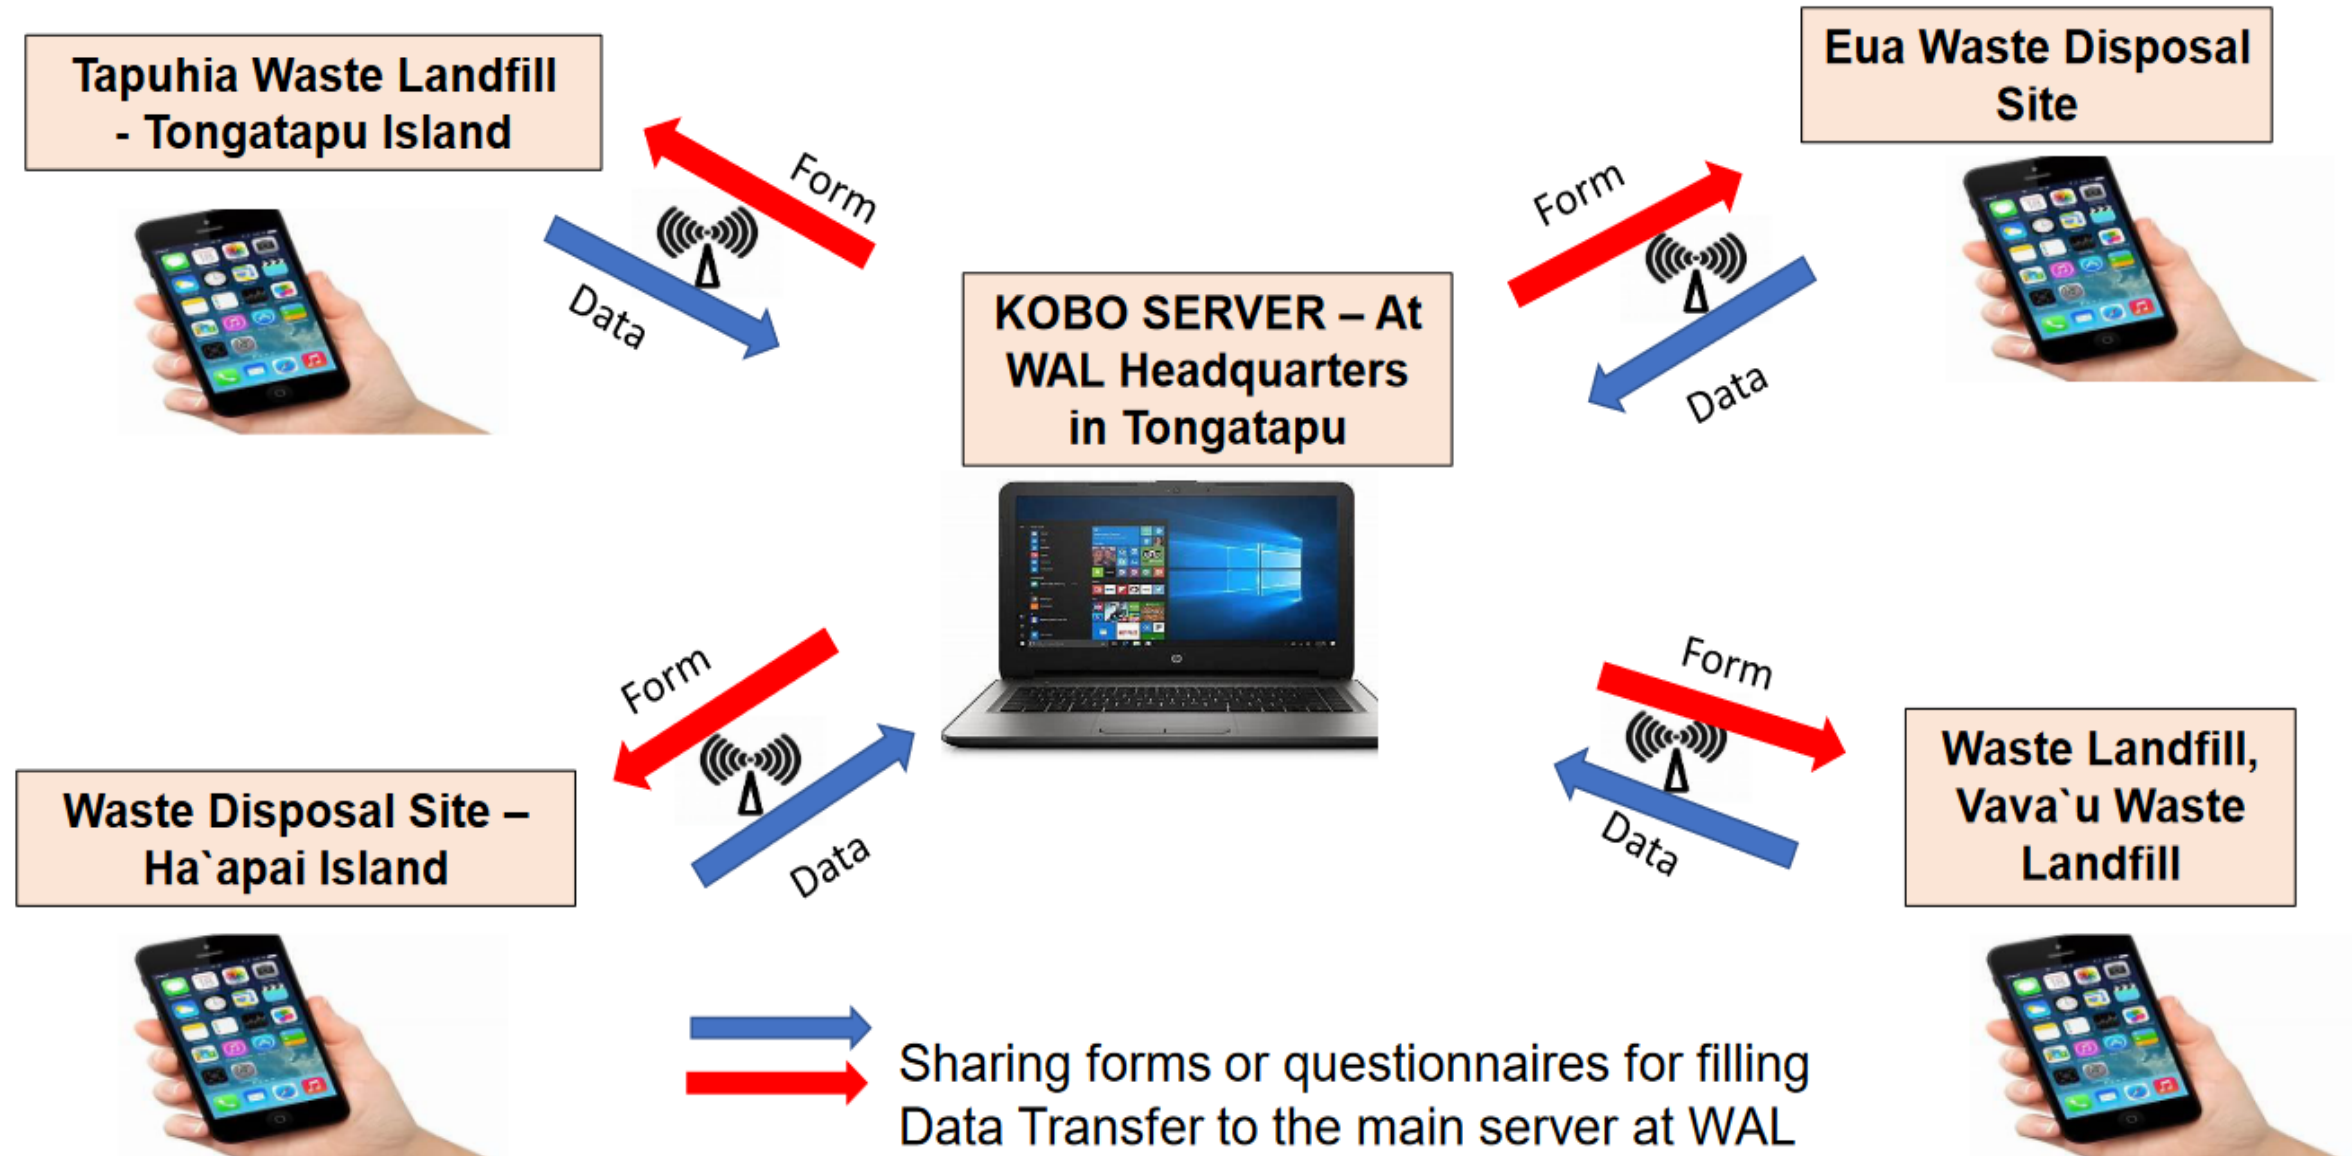 Tapuhia Waste Landfill
- Tongatapu Island
Form
Data
Eua Waste Disposal
Site
Form
Data
KOBO SERVER – At
WAL Headquarters
in Tongatapu
Form
Data
Waste Disposal Site –
Ha`apai Island
Form
Data
Waste Landfill,
Vava`u Waste
Landfill
Sharing forms or questionnaires for filling
Data Transfer to the main server at WAL